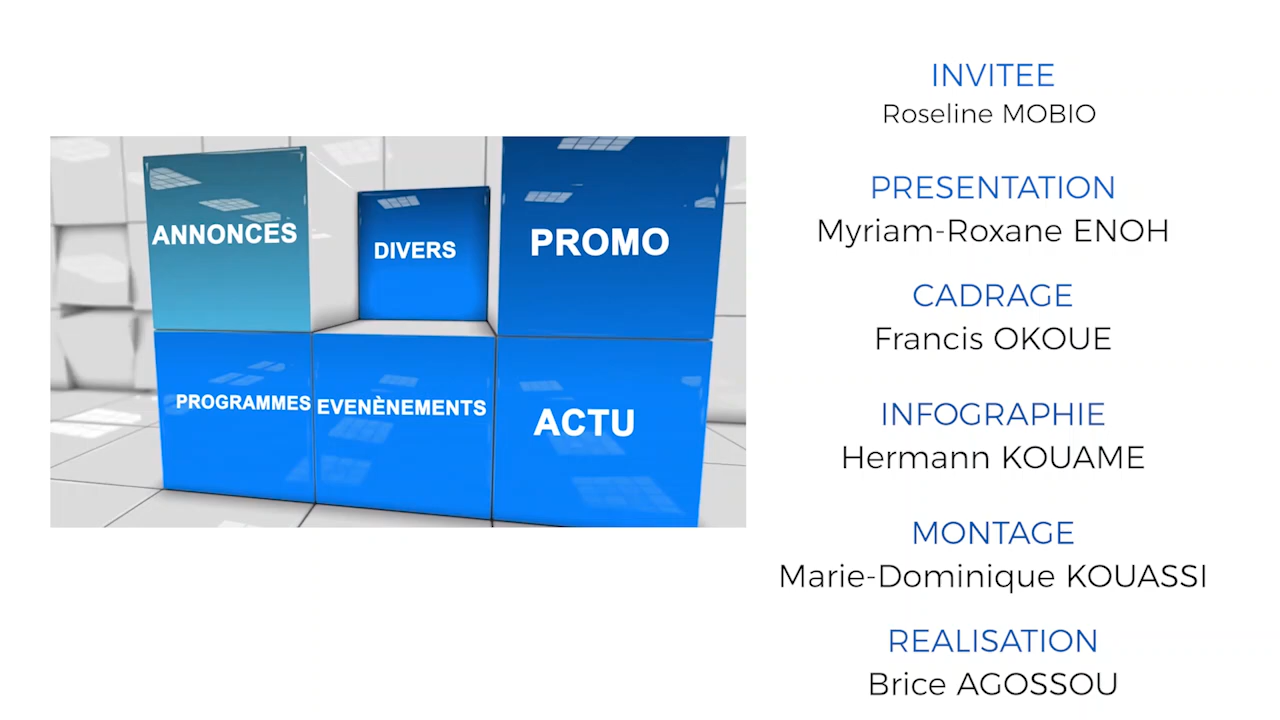 ANNONCES
DIVERS
PROMO
PROGRAMMES
EVENÈNEMENTS
ACTU
INVITEE
Roseline MOBIO
PRESENTATION
Myriam-Roxane ENOH
CADRAGE
Francis OKOUE
INFOGRAPHIE
Hermann KOUAME
MONTAGE
Marie-Dominique KOUASSI
REALISATION
Brice AGOSSOU